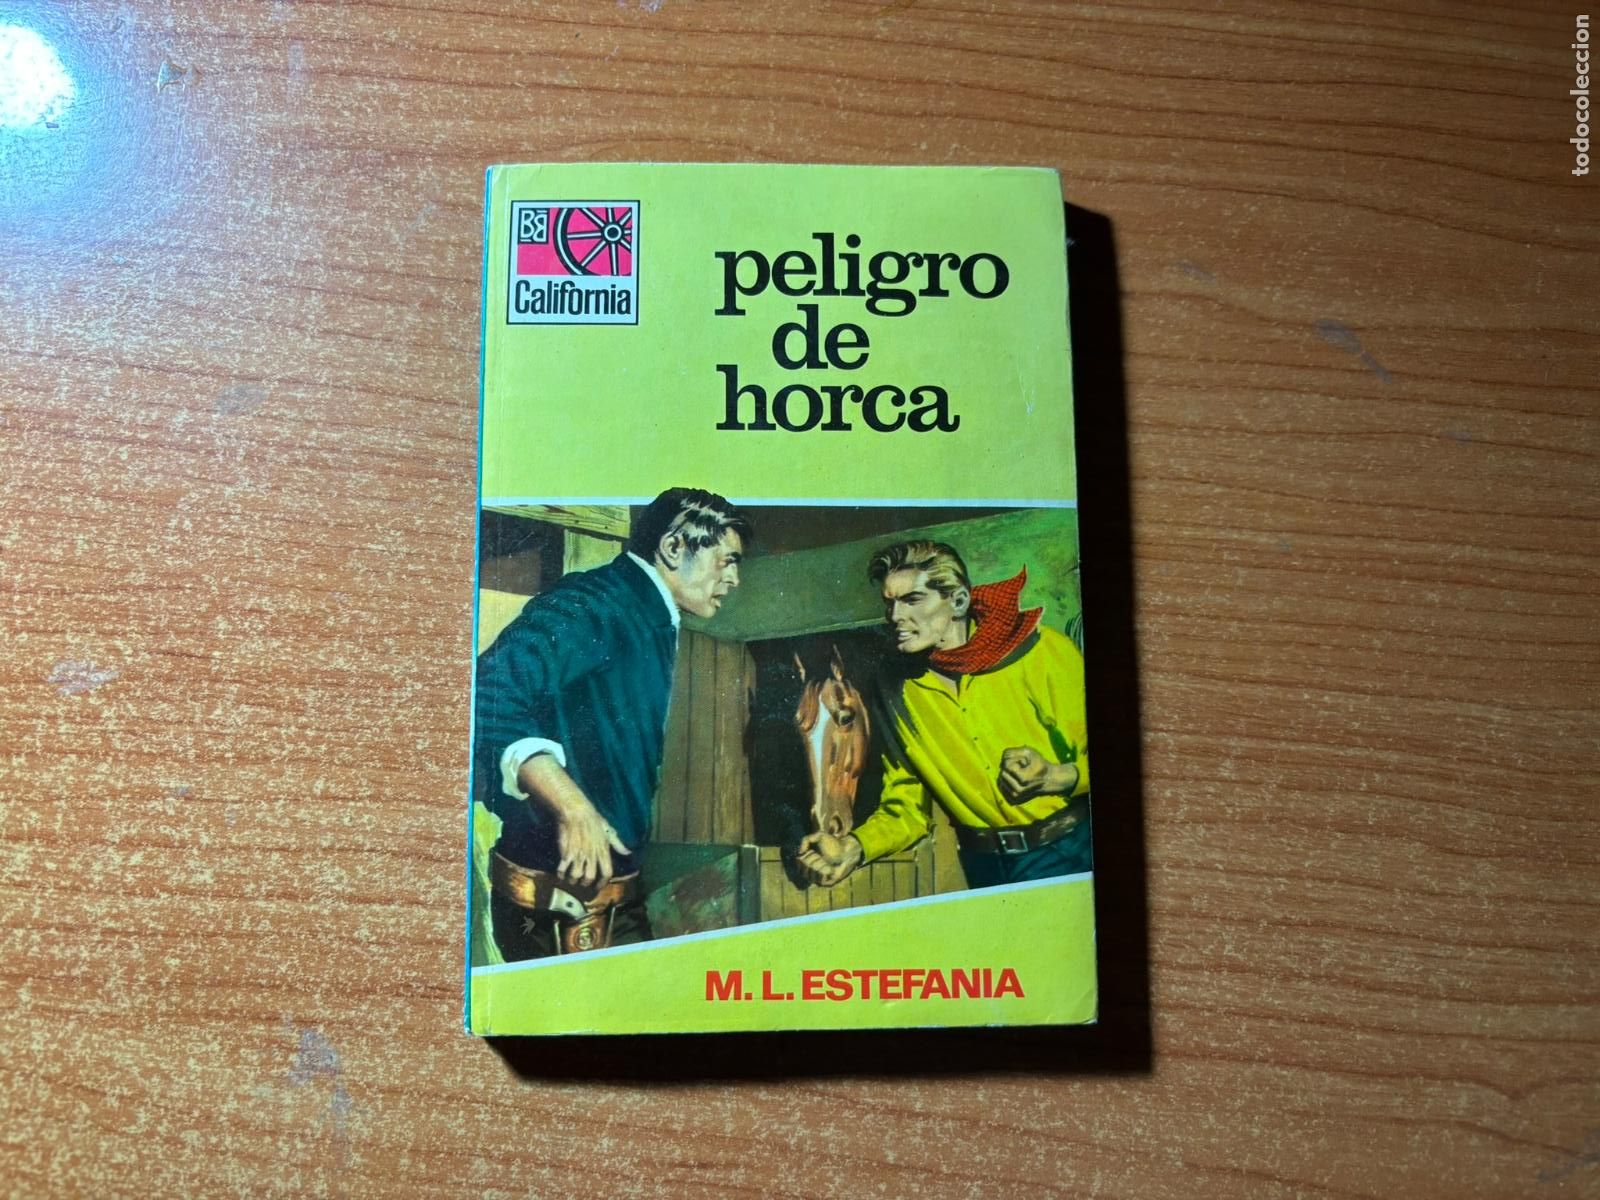 BB
California
peligro
de
horca
M. L. ESTEFANIA
todocoleccion